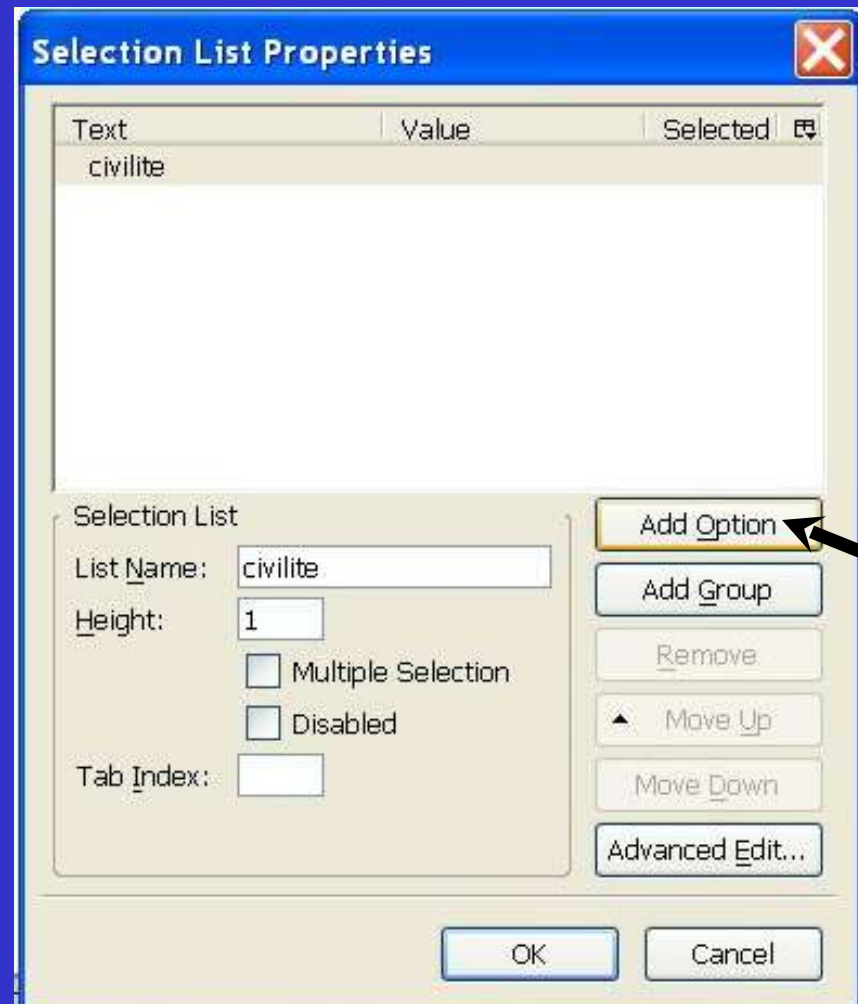 Selection List Properties
Text Value Selected
civilite
Selection List
List Name: civilite
Height: 1
Multiple Selection
Disabled
Tab Index:
Add Option
Add Group
Remove
Move Up
Move Down
Advanced Edit...
OK Cancel